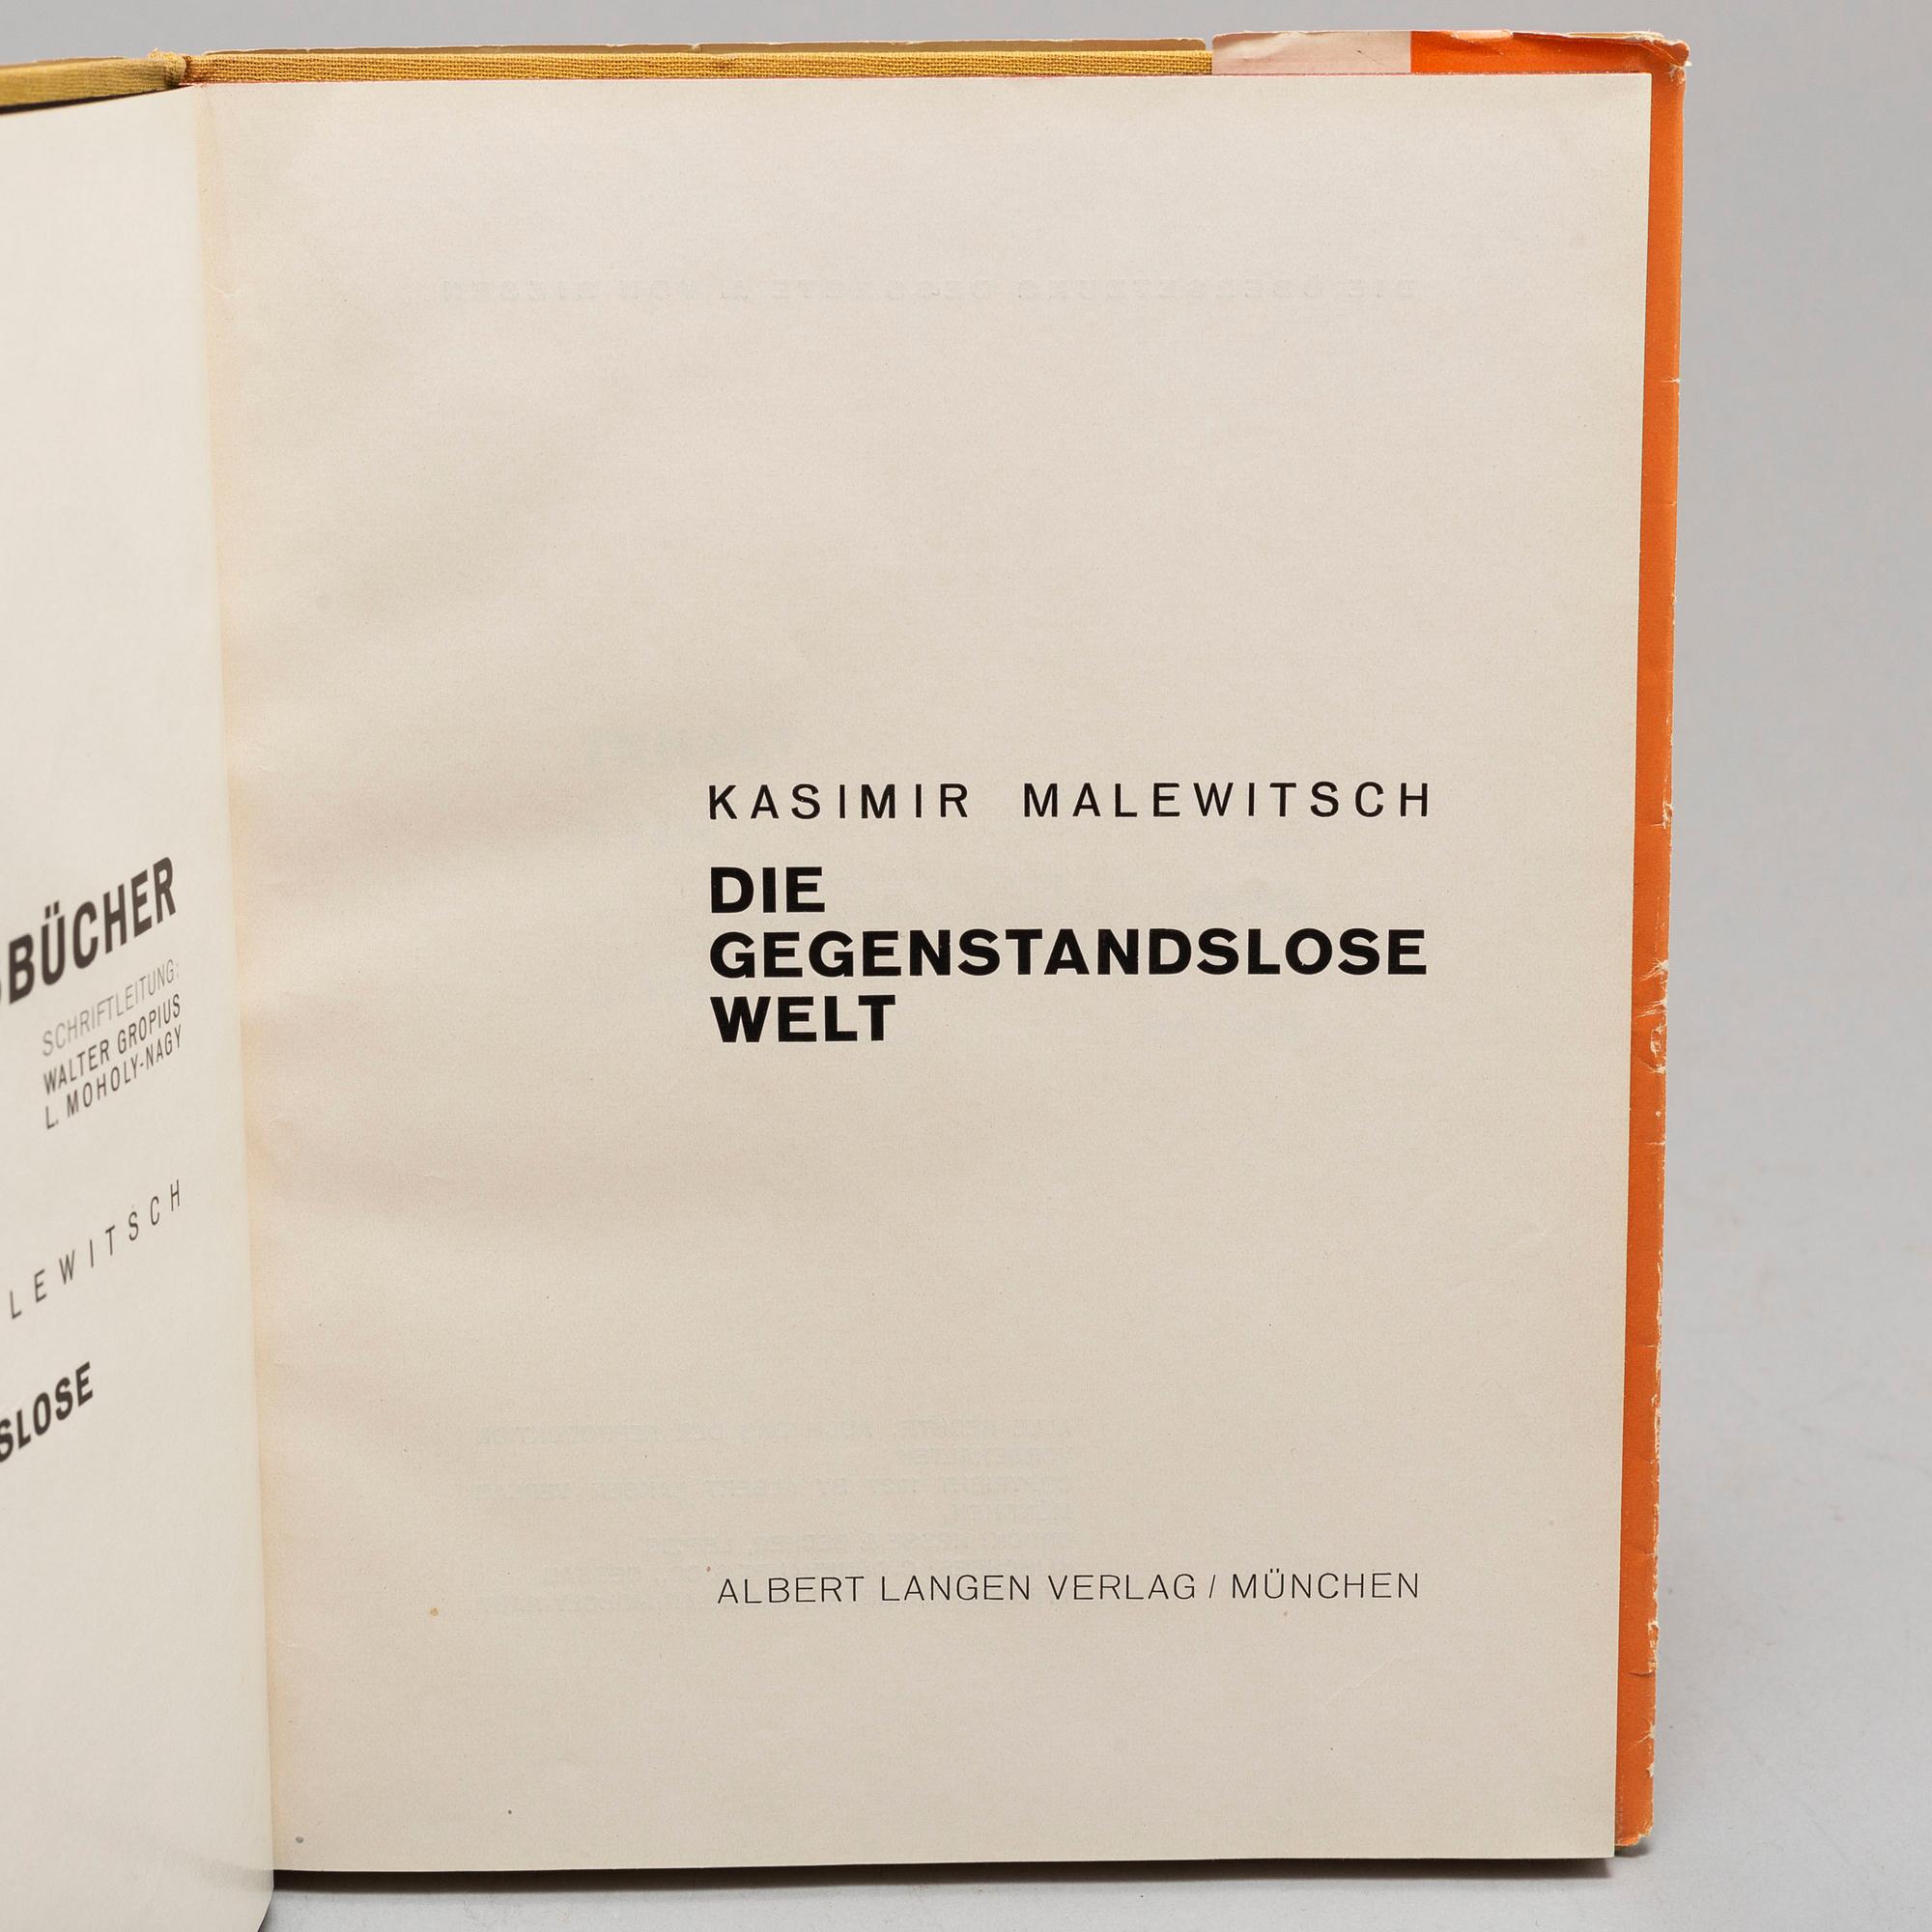 BÜCHER
SCHRIFTLEITUNG:
WALTER GROPIUS
L. MOHOLY-NAGY
LEWITSCH
SLOSE
KASIMIR MALEWITSCH
DIE
GEGENSTANDSLOSE
WELT
ALBERT LANGEN VERLAG / MÜNCHEN